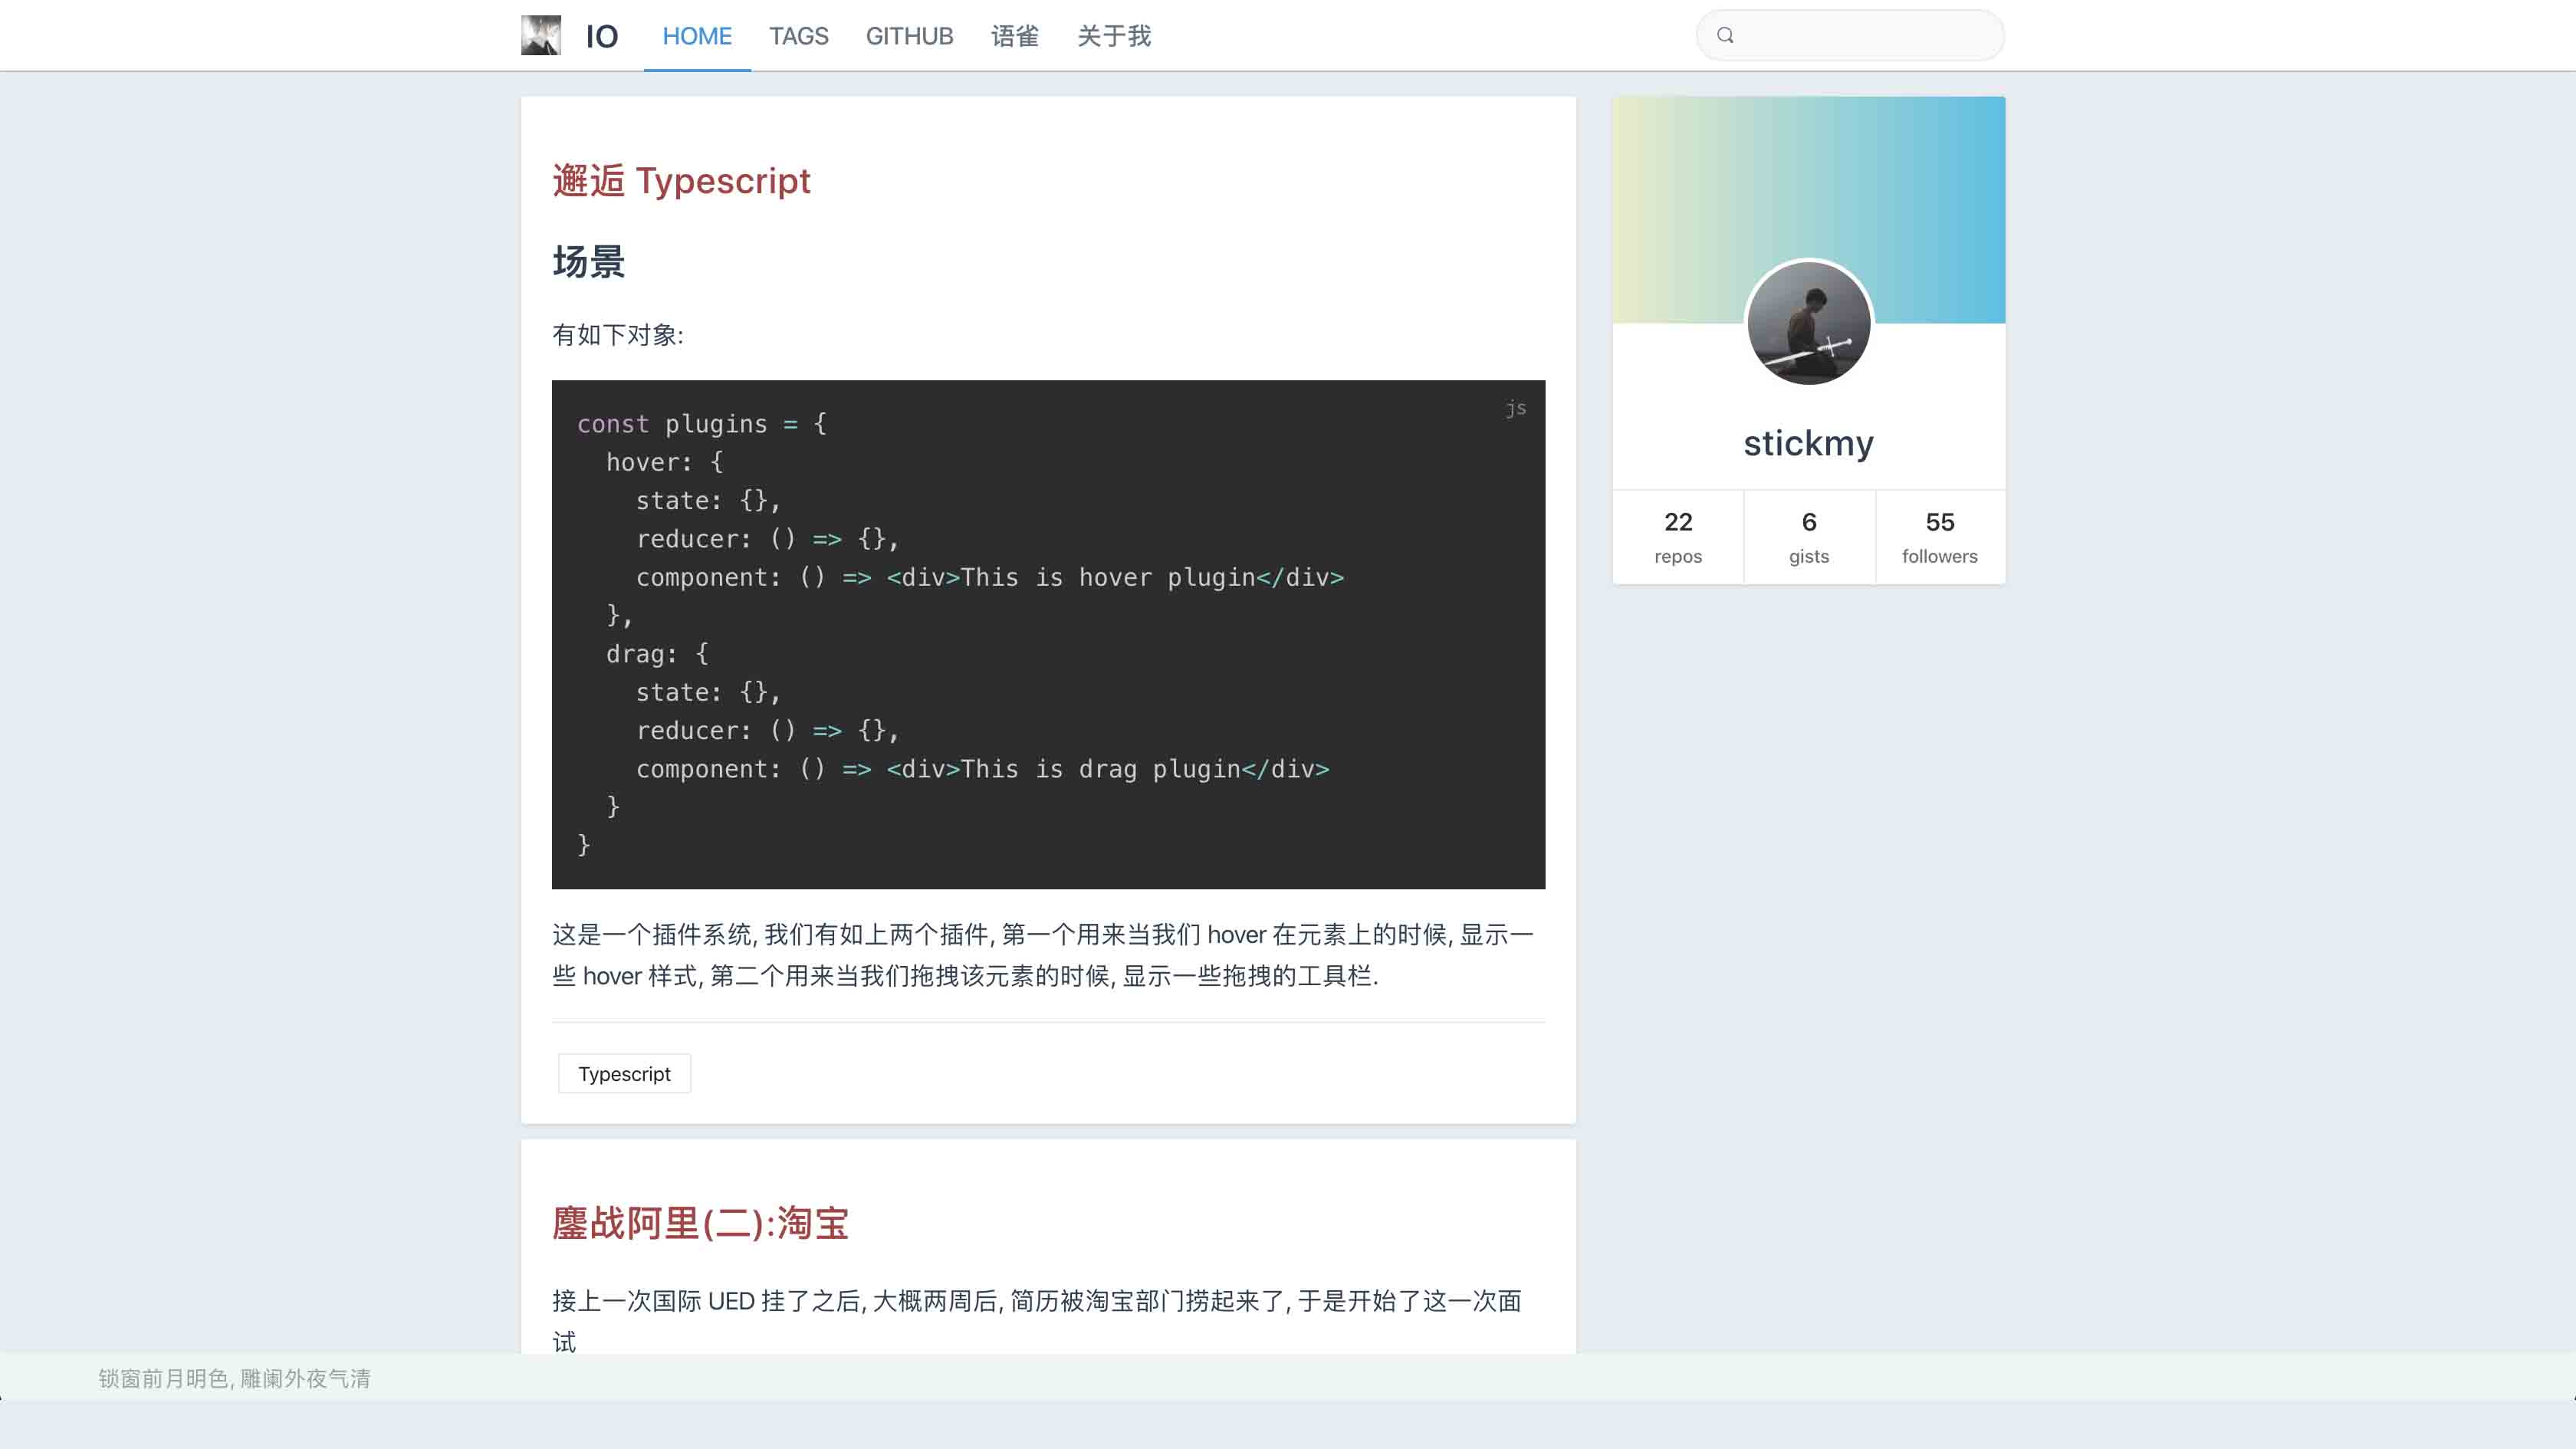 IO HOME TAGS GITHUB 语雀 关于我
邂逅 Typescript
场景
有如下对象:
js
const plugins = {
  hover: {
    state: {},
    reducer: () => {},
    component: () => <div>This is hover plugin</div>
  },
  drag: {
    state: {},
    reducer: () => {},
    component: () => <div>This is drag plugin</div>
  }
}
这是一个插件系统, 我们有如上两个插件, 第一个用来当我们 hover 在元素上的时候, 显示一
些 hover 样式, 第二个用来当我们拖拽该元素的时候, 显示一些拖拽的工具栏.
Typescript
鏖战阿里(二):淘宝
接上一次国际 UED 挂了之后, 大概两周后, 简历被淘宝部门捞起来了, 于是开始了这一次面
试
stickmy
22 6 55
repos gists followers
锁窗前月明色, 雕阑外夜气清